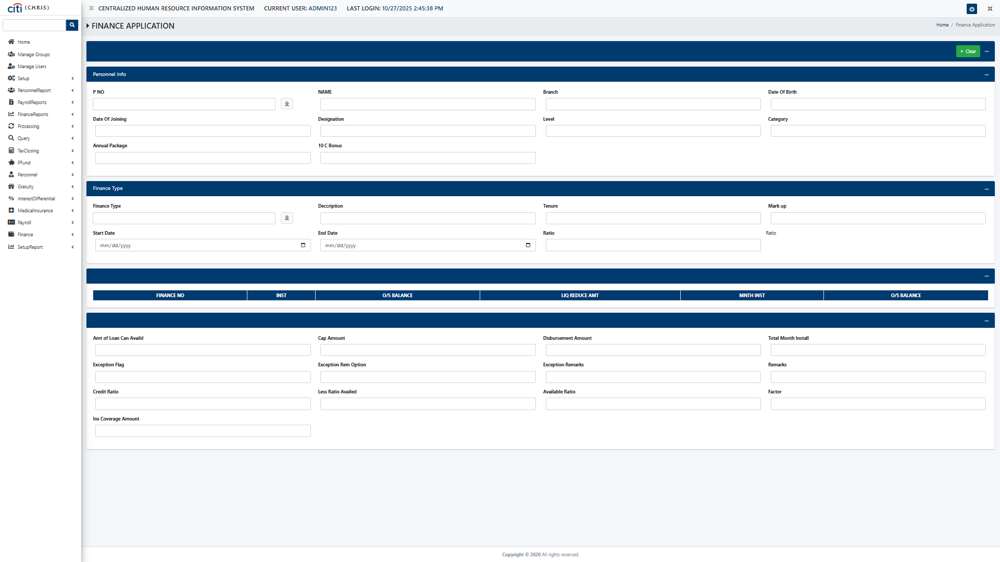 citi ( C.H.R.I.S )
CENTRALIZED HUMAN RESOURCE INFORMATION SYSTEM CURRENT USER: ADMIN123 LAST LOGIN: 10/27/2025 2:45:38 PM
FINANCE APPLICATION
Home / Finance Application
Home
Manage Groups
Manage Users
Setup
PersonnelReport
PayrollReports
FinanceReports
Processing
Query
TaxClosing
PFund
Personnel
Gratuity
InterestDifferential
MedicalInsurance
Payroll
Finance
SetupReport
+ Clear
Personnel Info
P NO NAME Branch Date Of Birth
Date Of Joining Designation Level Category
Annual Package 10 C Bonus
Finance Type
Finance Type Deccription Tenure Mark up
Start Date End Date Ratio Ratio
mm/dd/yyyy mm/dd/yyyy
FINANCE NO INST O/S BALANCE LIQ REDUCE AMT MNTH INST O/S BALANCE
Amt of Loan Can Availd Cap Amount Disbursement Amount Total Month Install
Exception Flag Exception Rem Option Exception Remarks Remarks
Credit Ratio Less Ratio Availed Available Ratio Factor
Ins Coverage Amount
Copyright © 2020 All rights reserved.